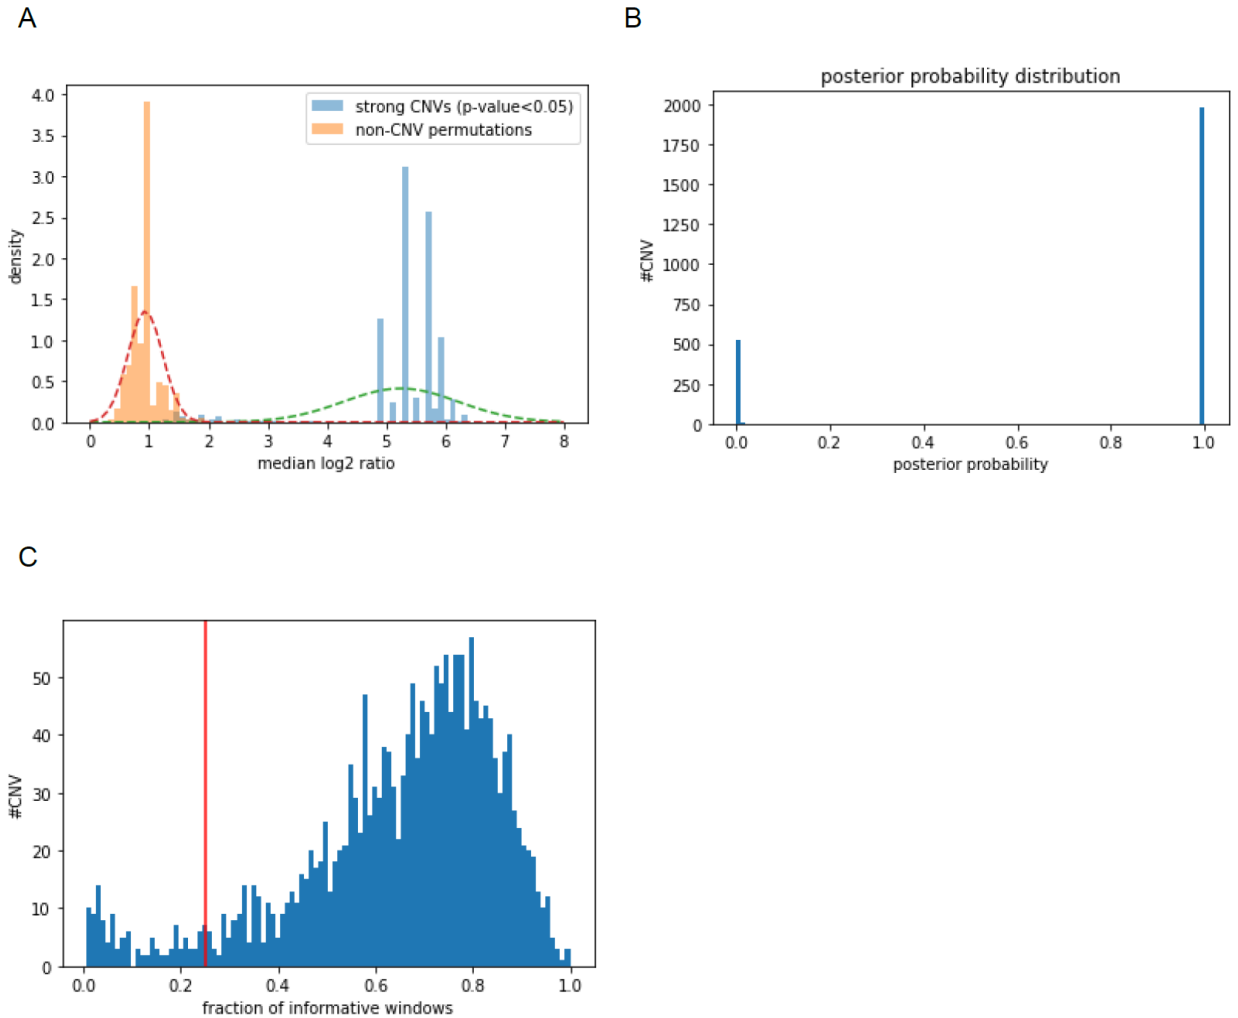 A
B
4.0
3.5
3.0
2.5
2.0
1.5
1.0
0.5
0.0
density
strong CNVs (p-value<0.05)
non-CNV permutations
0 1 2 3 4 5 6 7 8
median log2 ratio
posterior probability distribution
2000
1750
1500
1250
1000
750
500
250
0
#CNV
0.0 0.2 0.4 0.6 0.8 1.0
posterior probability
C
50
40
30
20
10
0
#CNV
0.0 0.2 0.4 0.6 0.8 1.0
fraction of informative windows